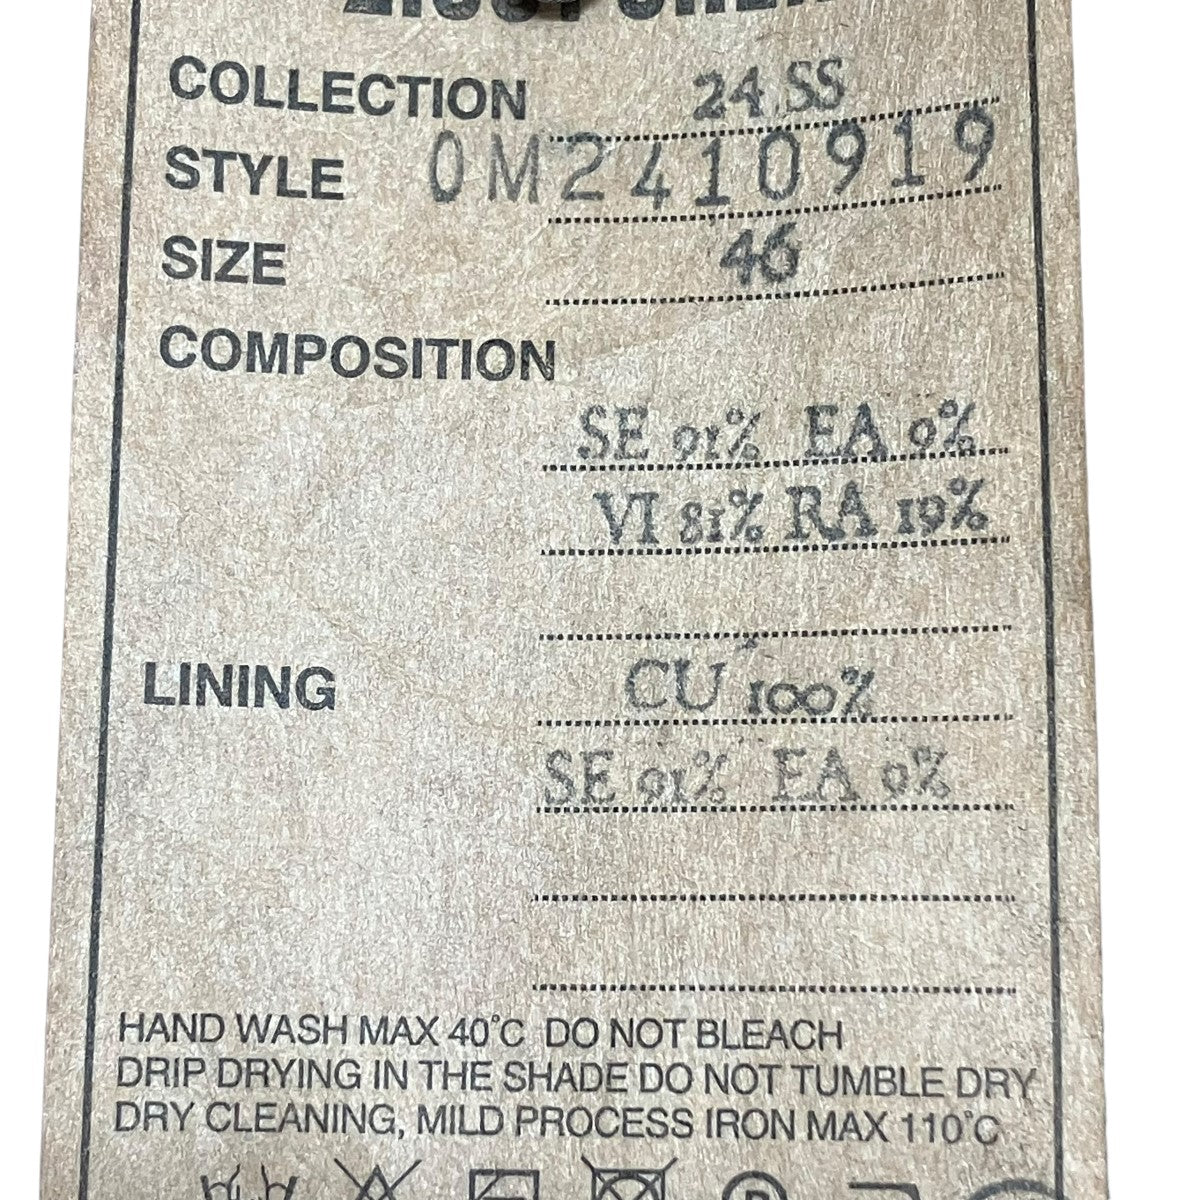 COLLECTION 24 SS
STYLE 0M2410919
SIZE 46
COMPOSITION
SE 91% EA 9%
VI 81% RA 19%
LINING CU 100%
SE 91% EA 9%
HAND WASH MAX 40°C DO NOT BLEACH
DRIP DRYING IN THE SHADE DO NOT TUMBLE DRY
DRY CLEANING, MILD PROCESS IRON MAX 110°C